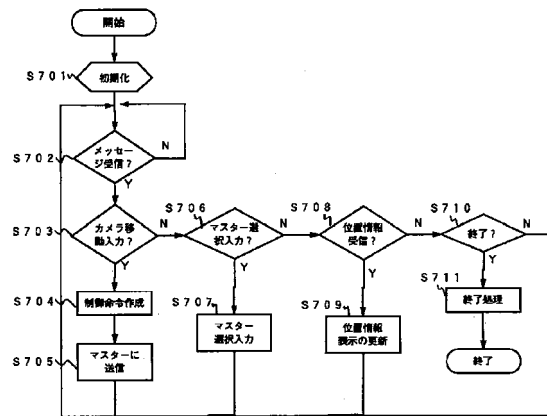 開始
S701
初期化
S702
メッセー
ジ受信?
N
Y
S703
カメラ移
動入力?
N
Y
S704
制御命令作成
S705
マスターに
送信
S706
マスター選
択入力?
N
Y
S707
マスター
選択入力
S708
位置情報
受信?
N
Y
S709
位置情報
表示の更新
S710
終了?
N
Y
S711
終了処理
終了